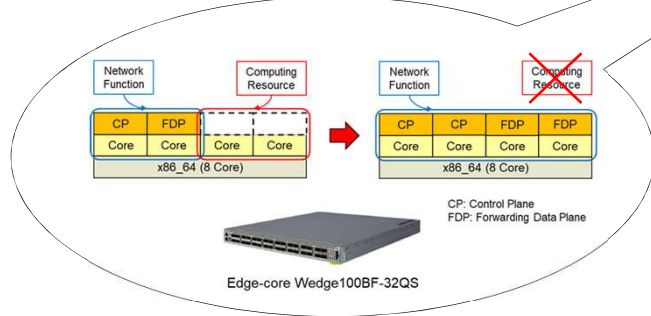 Network
Function
Computing
Resource
CP FDP
Core Core Core Core
x86_64 (8 Core)
Network
Function
Computing
Resource
CP CP FDP FDP
Core Core Core Core
x86_64 (8 Core)
CP: Control Plane
FDP: Forwarding Data Plane
Edge-core Wedge100BF-32QS